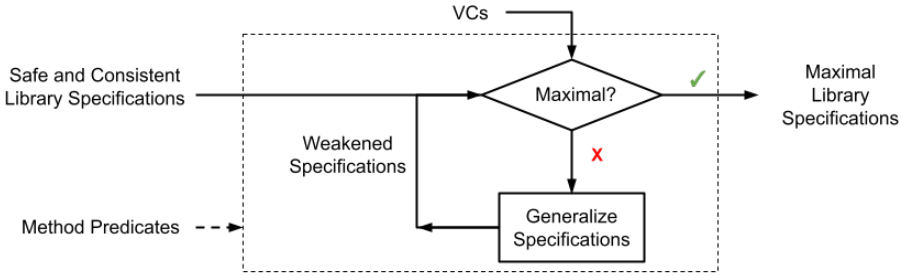 VCs
Safe and Consistent
Library Specifications
Maximal?
✓
Maximal
Library
Specifications
Weakened
Specifications
X
Method Predicates
Generalize
Specifications